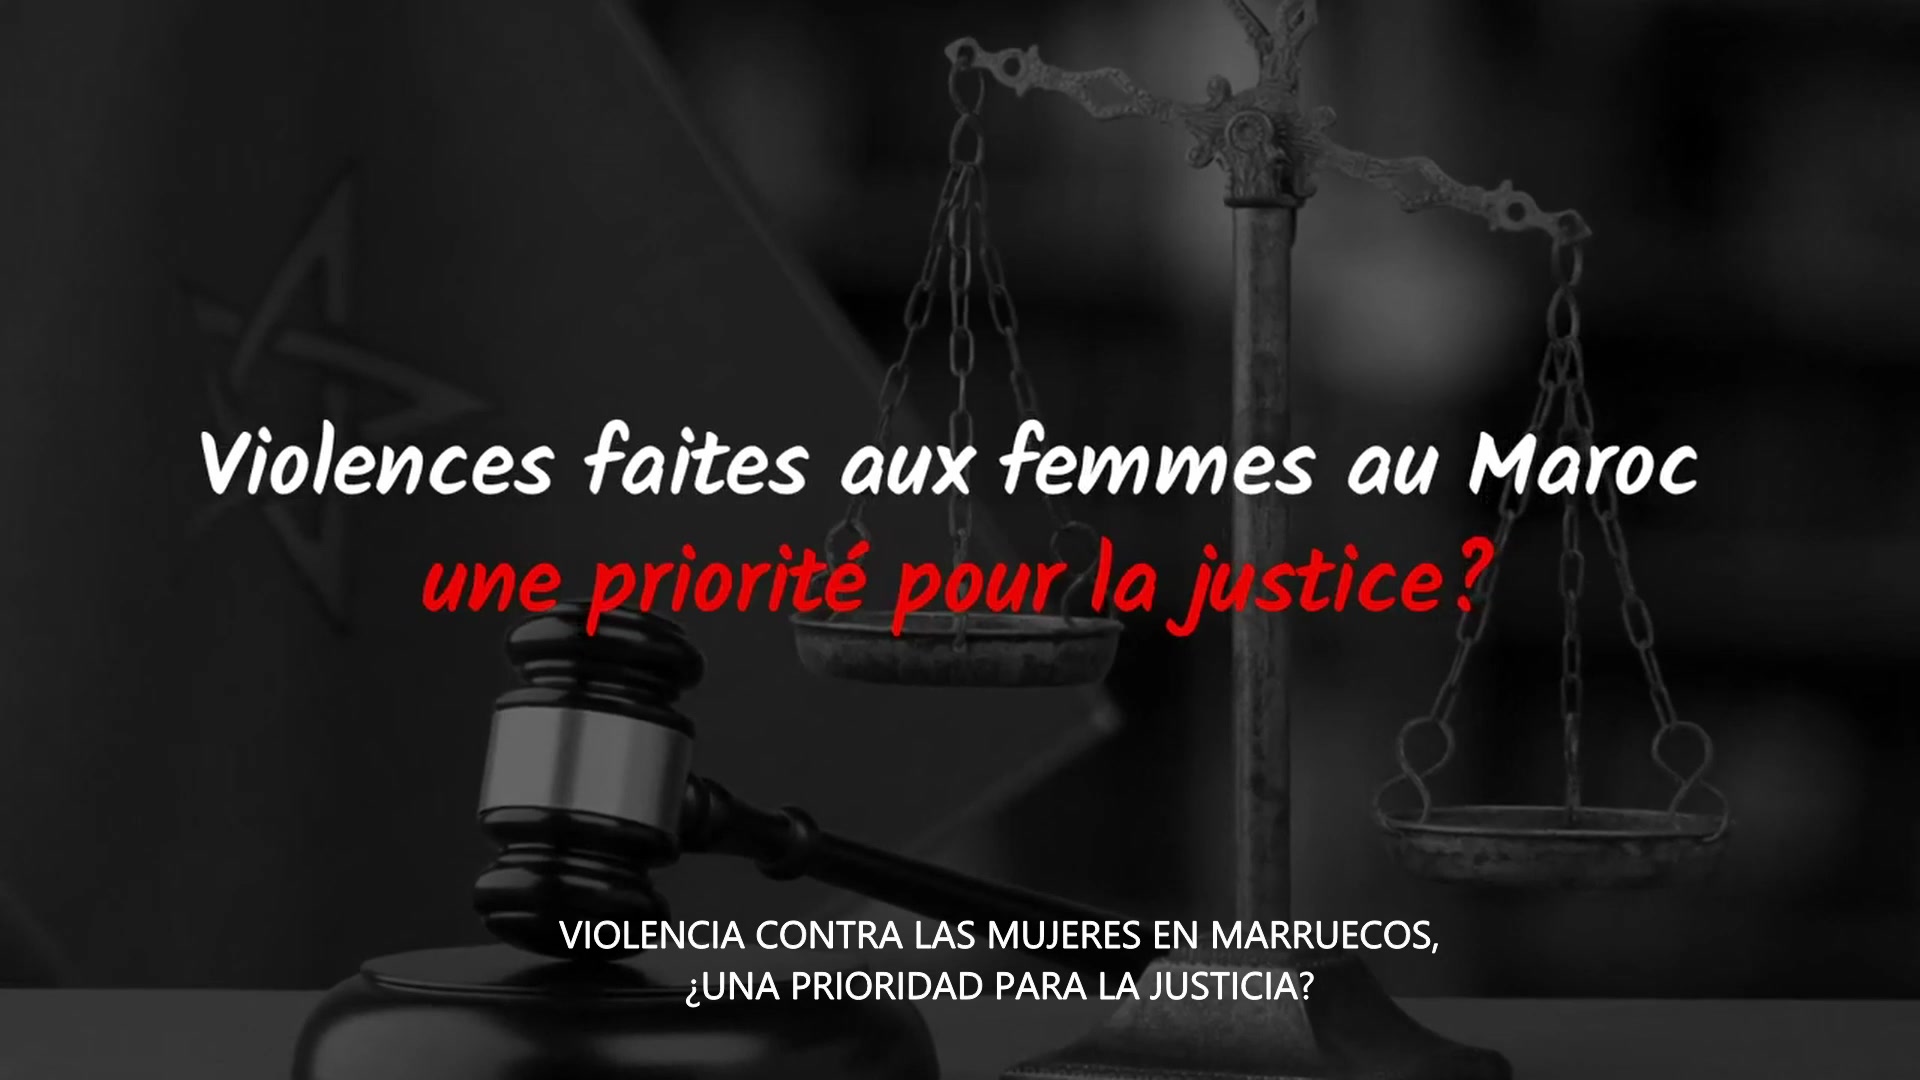 Violences faites aux femmes au Maroc
une priorité pour la justice?
VIOLENCIA CONTRA LAS MUJERES EN MARRUECOS,
¿UNA PRIORIDAD PARA LA JUSTICIA?